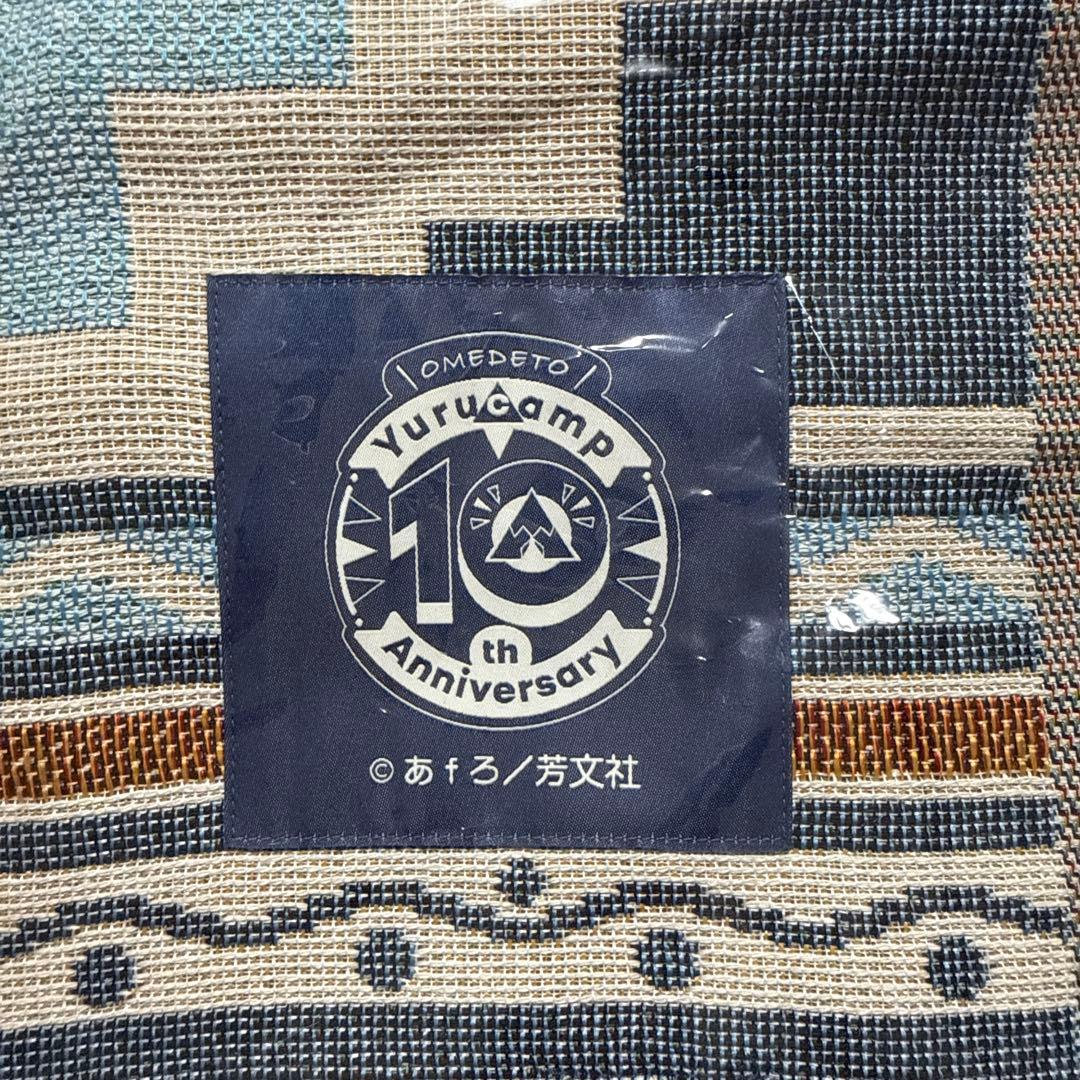 OMEDETO
Yurucamp
10
th
Anniversary
©あfろ/芳文社